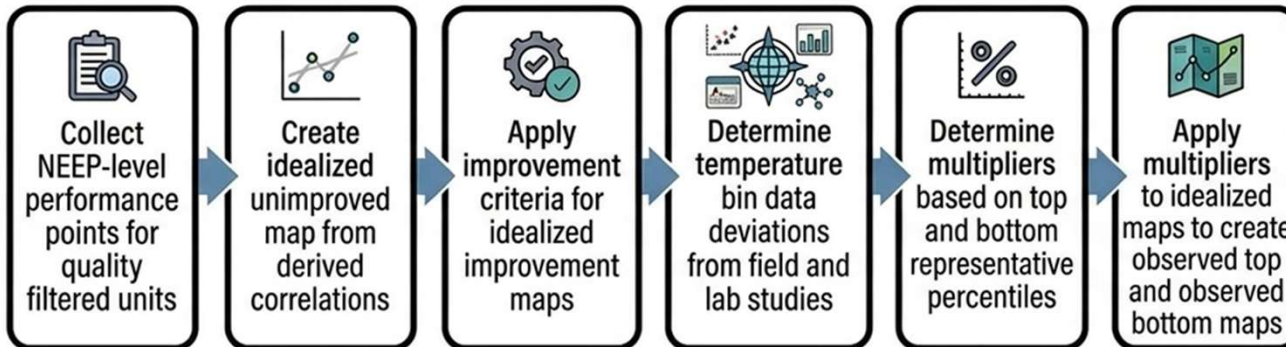 Collect
NEEP-level
performance
points for
quality
filtered units
Create
idealized
unimproved
map from
derived
correlations
Apply
improvement
criteria for
idealized
improvement
maps
Determine
temperature
bin data
deviations
from field and
lab studies
Determine
multipliers
based on top
and bottom
representative
percentiles
Apply
multipliers
to idealized
maps to create
observed top
and observed
bottom maps